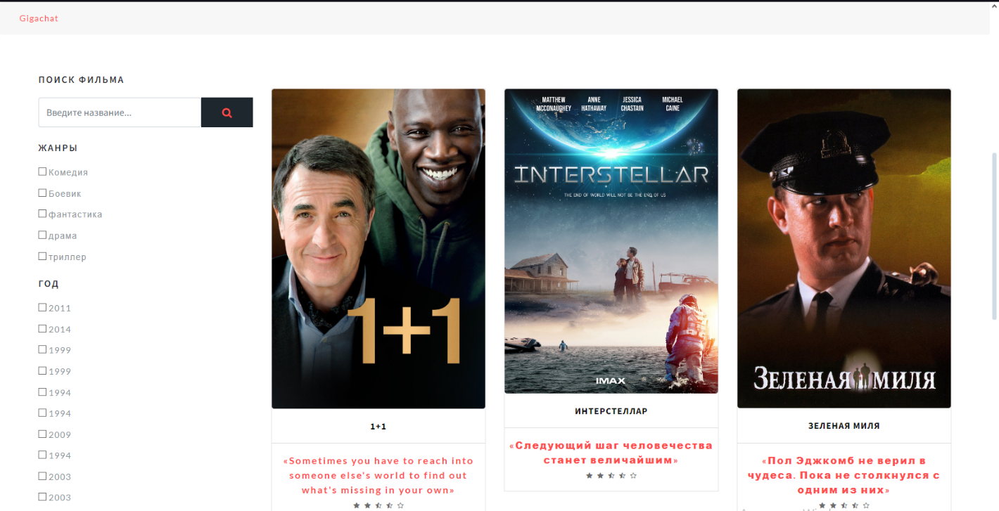 Gigachat
ПОИСК ФИЛЬМА
Введите название...
ЖАНРЫ
Комедия
Боевик
фантастика
драма
триллер
ГОД
2011
2014
1999
1999
1994
1994
2009
1994
2003
2003
1+1
1+1
«Sometimes you have to reach into
someone else's world to find out
what's missing in your own»
MATTHEW MCCONAUGHEY
ANNE HATHAWAY
JESSICA CHASTAIN
MICHAEL CAINE
INTERSTELLAR
THE END OF WORLD WILL NOT BE THE END OF US
IMAX
ИНТЕРСТЕЛЛАР
«Следующий шаг человечества
станет величайшим»
ЗЕЛЕНАЯ МИЛЯ
ЗЕЛЕНАЯ МИЛЯ
«Пол Эджкомб не верил в
чудеса. Пока не столкнулся с
одним из них»